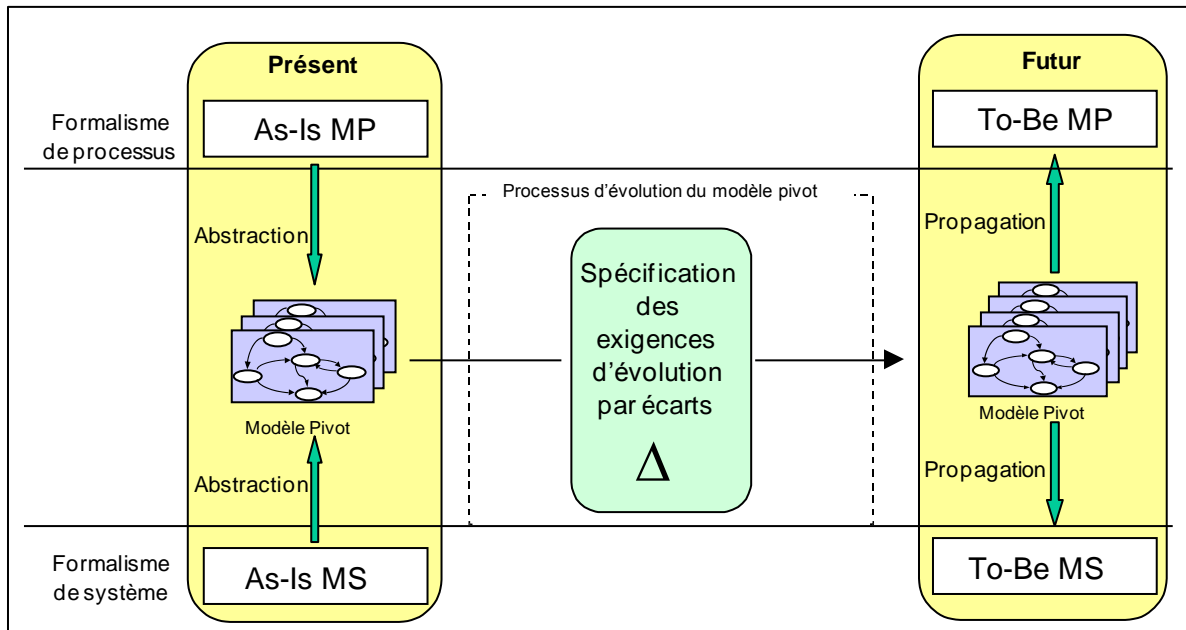 Présent
Futur
As-Is MP
To-Be MP
Formalisme
de processus
Processus d'évolution du modèle pivot
Abstraction
Propagation
Spécification
des
exigences
d'évolution
par écarts
Δ
Modèle Pivot
Modèle Pivot
Abstraction
Propagation
Formalisme
de système
As-Is MS
To-Be MS